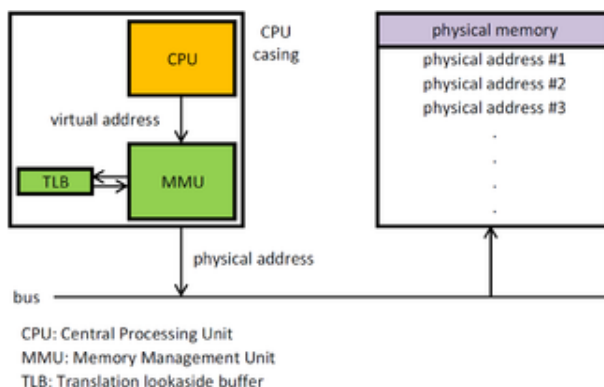 CPU
casing
CPU
virtual address
TLB
MMU
physical address
bus
physical memory
physical address #1
physical address #2
physical address #3
.
.
.
.
CPU: Central Processing Unit
MMU: Memory Management Unit
TLB: Translation lookaside buffer